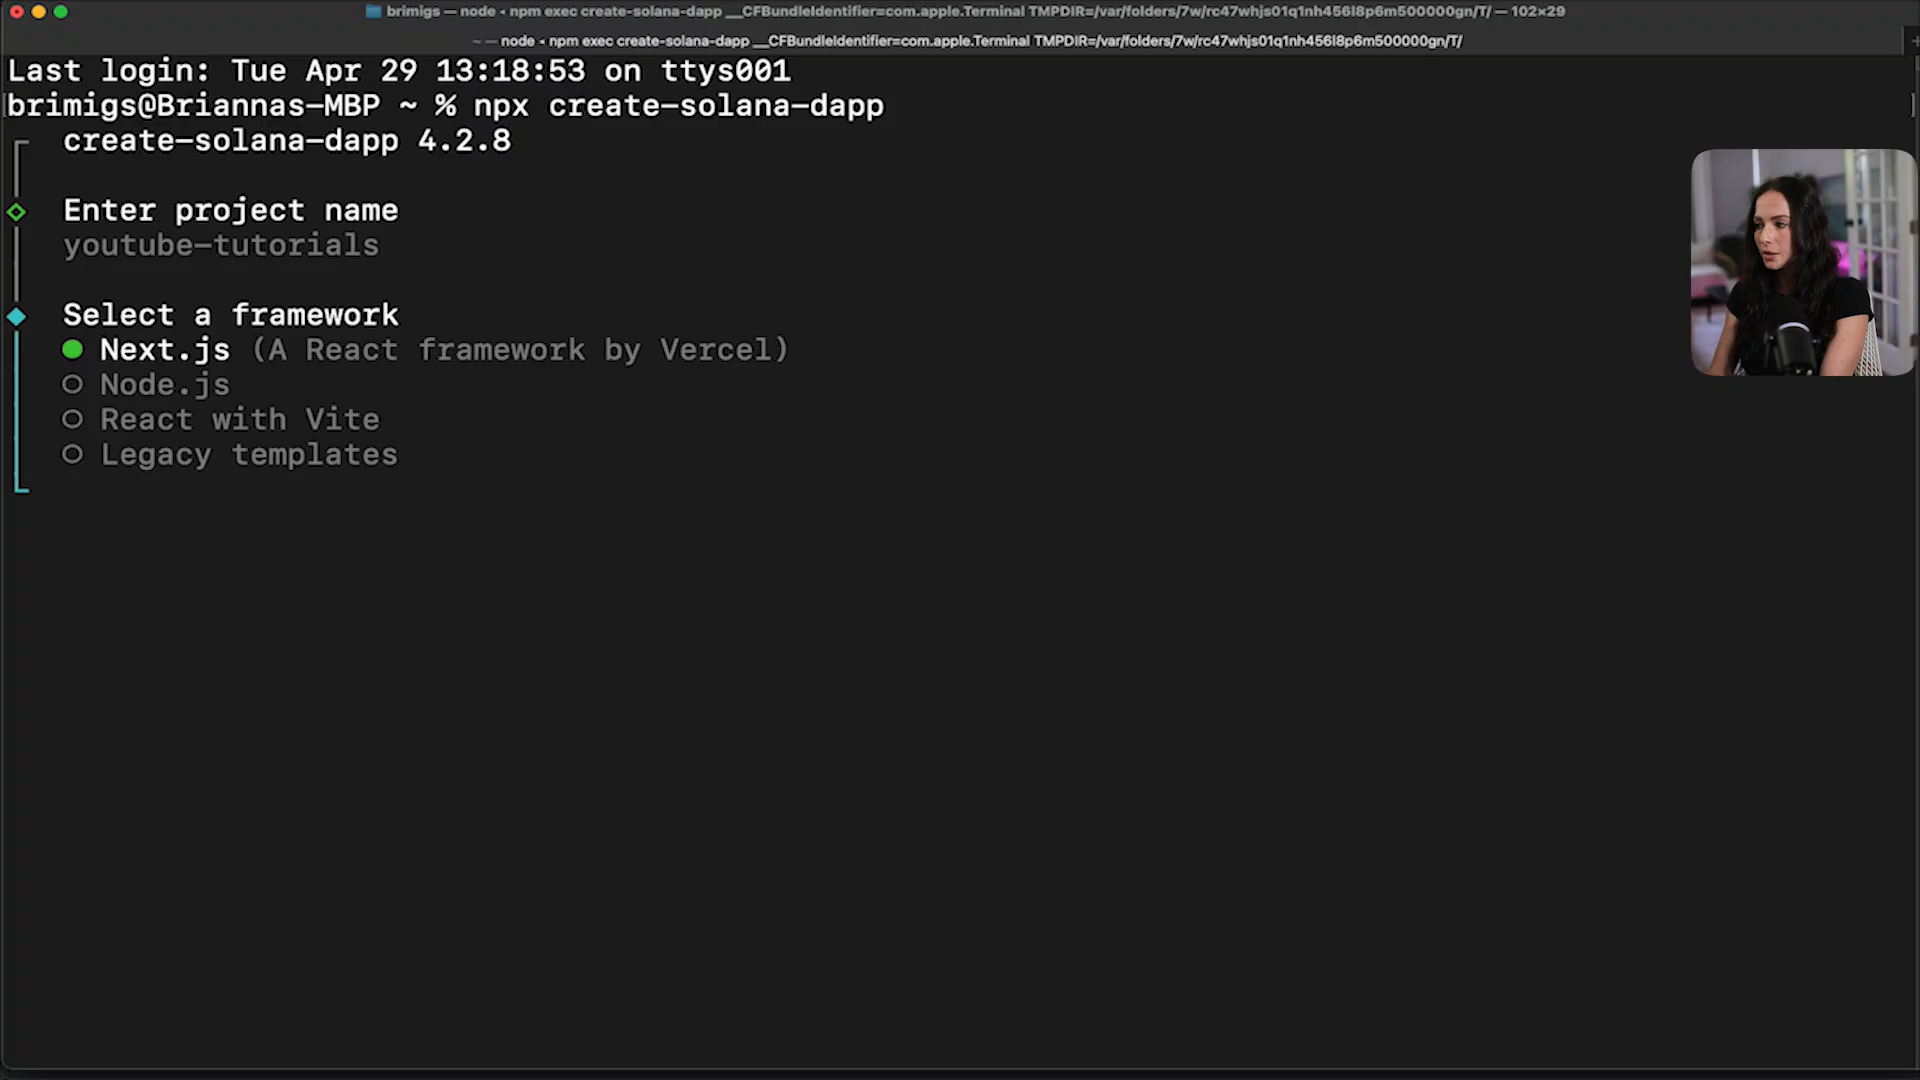 brimigs — node ◂ npm exec create-solana-dapp __CFBundleIdentifier=com.apple.Terminal TMPDIR=/var/folders/7w/rc47whjs01q1nh456l8p6m500000gn/T/ — 102×29
~ — node ◂ npm exec create-solana-dapp __CFBundleIdentifier=com.apple.Terminal TMPDIR=/var/folders/7w/rc47whjs01q1nh456l8p6m500000gn/T/
Last login: Tue Apr 29 13:18:53 on ttys001
brimigs@Briannas-MBP ~ % npx create-solana-dapp
create-solana-dapp 4.2.8
Enter project name
youtube-tutorials
Select a framework
Next.js (A React framework by Vercel)
Node.js
React with Vite
Legacy templates